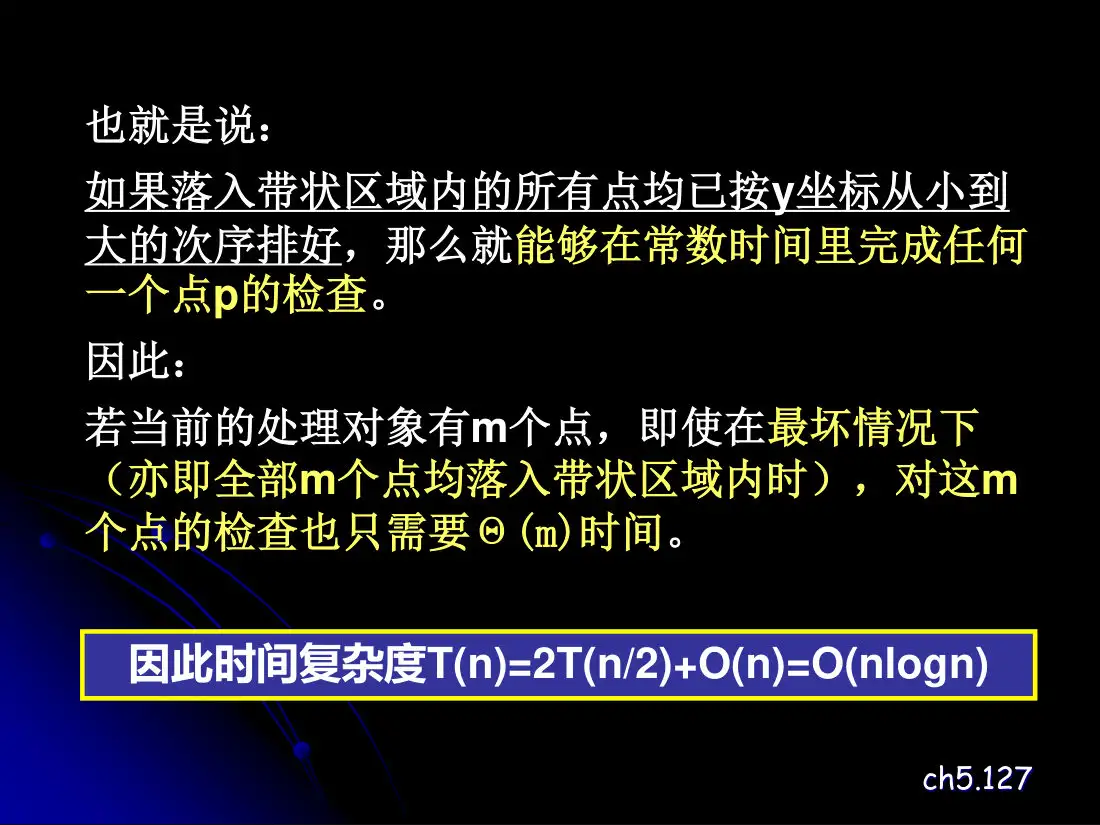 也就是说：
如果落入带状区域内的所有点均已按y坐标从小到
大的次序排好，那么就能够在常数时间里完成任何
一个点p的检查。
因此：
若当前的处理对象有m个点，即使在最坏情况下
（亦即全部m个点均落入带状区域内时），对这m
个点的检查也只需要Θ(m)时间。
因此时间复杂度T(n)=2T(n/2)+O(n)=O(nlogn)
ch5.127